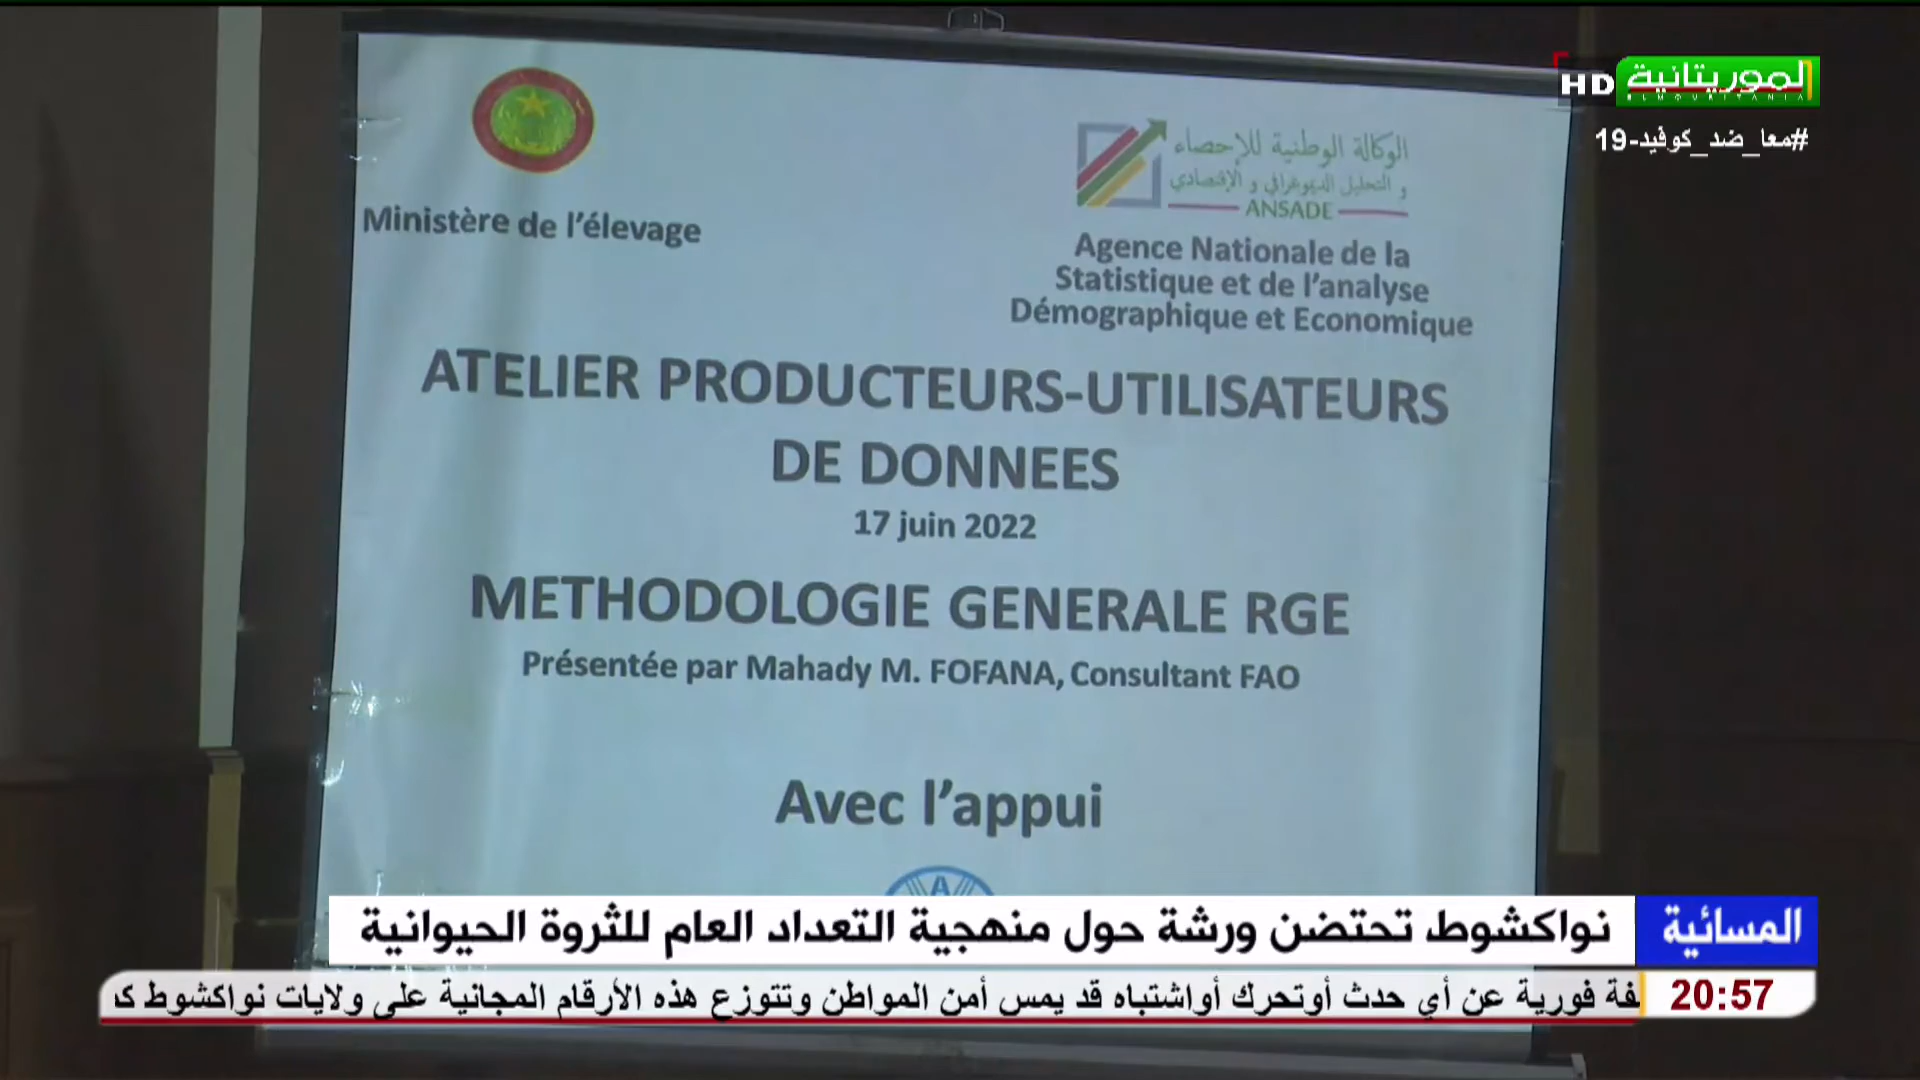 الموريتانية
HD
ELMOURITANIA
#معا_ضد_كوفيد-19
الوكالة الوطنية للإحصاء
و التحليل الديموغرافي و الإقتصادي
ANSADE
Ministère de l'élevage
Agence Nationale de la
Statistique et de l'analyse
Démographique et Economique
ATELIER PRODUCTEURS-UTILISATEURS
DE DONNEES
17 juin 2022
METHODOLOGIE GENERALE RGE
Présentée par Mahady M. FOFANA, Consultant FAO
Avec l'appui
المسائية
نواكشوط تحتضن ورشة حول منهجية التعداد العام للثروة الحيوانية
20:57
فورية عن أي حدث أوتحرك أواشتباه قد يمس أمن المواطن وتتوزع هذه الأرقام المجانية على ولايات نواكشوط